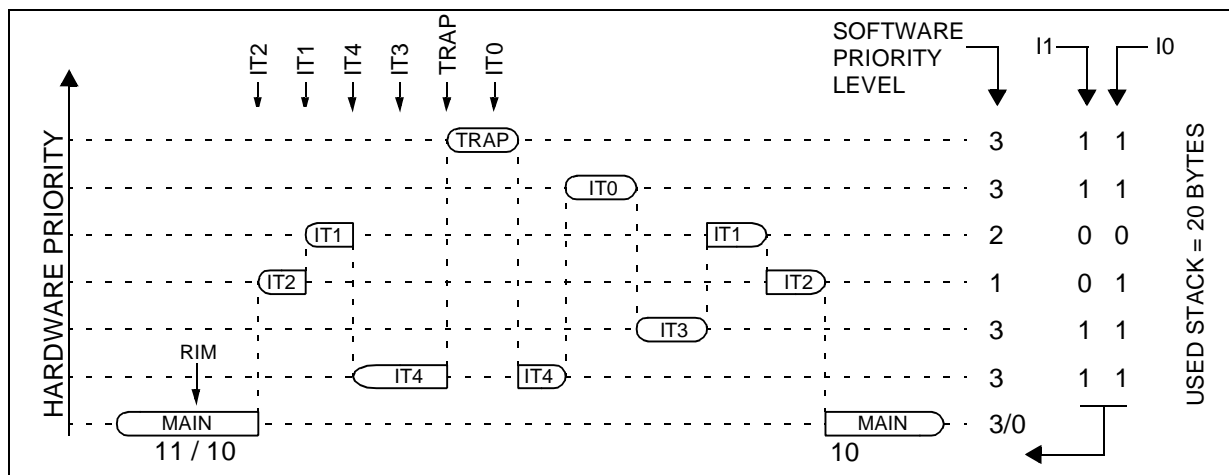 IT2
IT1
IT4
IT3
TRAP
IT0
SOFTWARE
PRIORITY
LEVEL
I1
I0
HARDWARE PRIORITY
TRAP
3
1 1
IT0
3
1 1
IT1
IT1
2
0 0
IT2
IT2
1
0 1
IT3
3
1 1
RIM
IT4
IT4
3
1 1
MAIN
MAIN
3/0
11 / 10
10
USED STACK = 20 BYTES